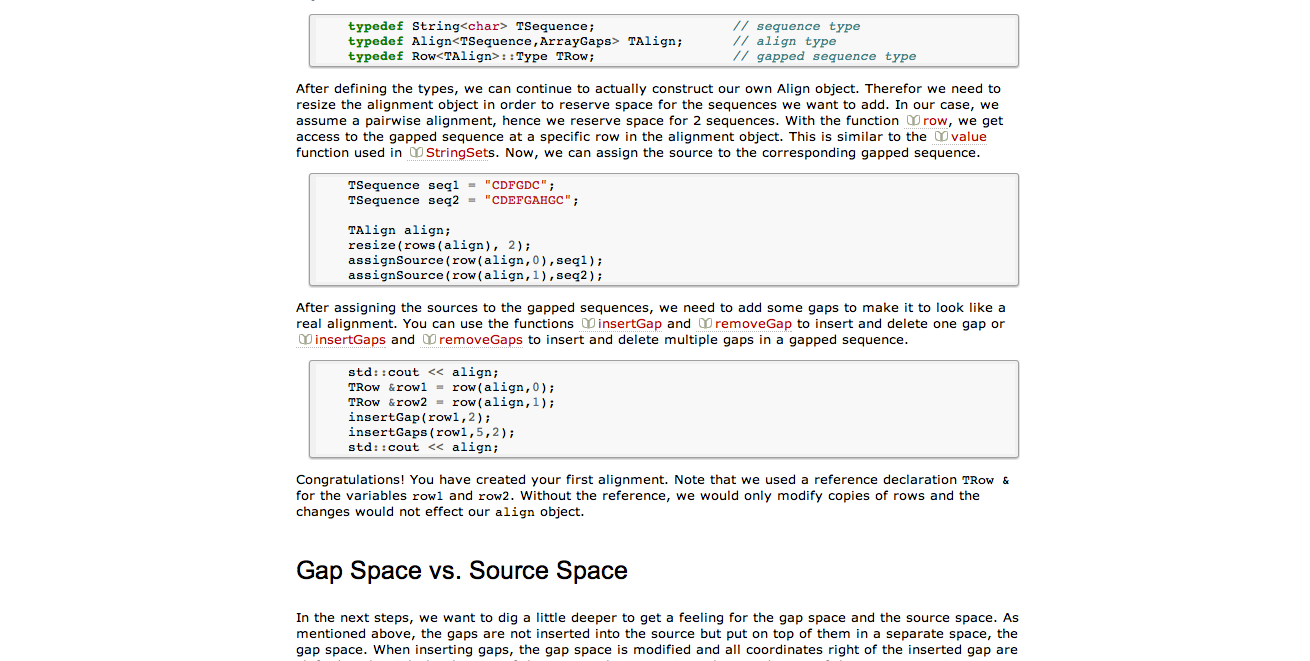 typedef String<char> TSequence; // sequence type
typedef Align<TSequence,ArrayGaps> TAlign; // align type
typedef Row<TAlign>::Type TRow; // gapped sequence type
After defining the types, we can continue to actually construct our own Align object. Therefor we need to
resize the alignment object in order to reserve space for the sequences we want to add. In our case, we
assume a pairwise alignment, hence we reserve space for 2 sequences. With the function row, we get
access to the gapped sequence at a specific row in the alignment object. This is similar to the value
function used in StringSets. Now, we can assign the source to the corresponding gapped sequence.
TSequence seq1 = "CDFGDC";
TSequence seq2 = "CDEFGAHGC";
TAlign align;
resize(rows(align), 2);
assignSource(row(align,0),seq1);
assignSource(row(align,1),seq2);
After assigning the sources to the gapped sequences, we need to add some gaps to make it to look like a
real alignment. You can use the functions insertGap and removeGap to insert and delete one gap or
insertGaps and removeGaps to insert and delete multiple gaps in a gapped sequence.
std::cout << align;
TRow &row1 = row(align,0);
TRow &row2 = row(align,1);
insertGap(row1,2);
insertGaps(row1,5,2);
std::cout << align;
Congratulations! You have created your first alignment. Note that we used a reference declaration TRow &
for the variables row1 and row2. Without the reference, we would only modify copies of rows and the
changes would not effect our align object.
Gap Space vs. Source Space
In the next steps, we want to dig a little deeper to get a feeling for the gap space and the source space. As
mentioned above, the gaps are not inserted into the source but put on top of them in a separate space, the
gap space. When inserting gaps, the gap space is modified and all coordinates right of the inserted gap are